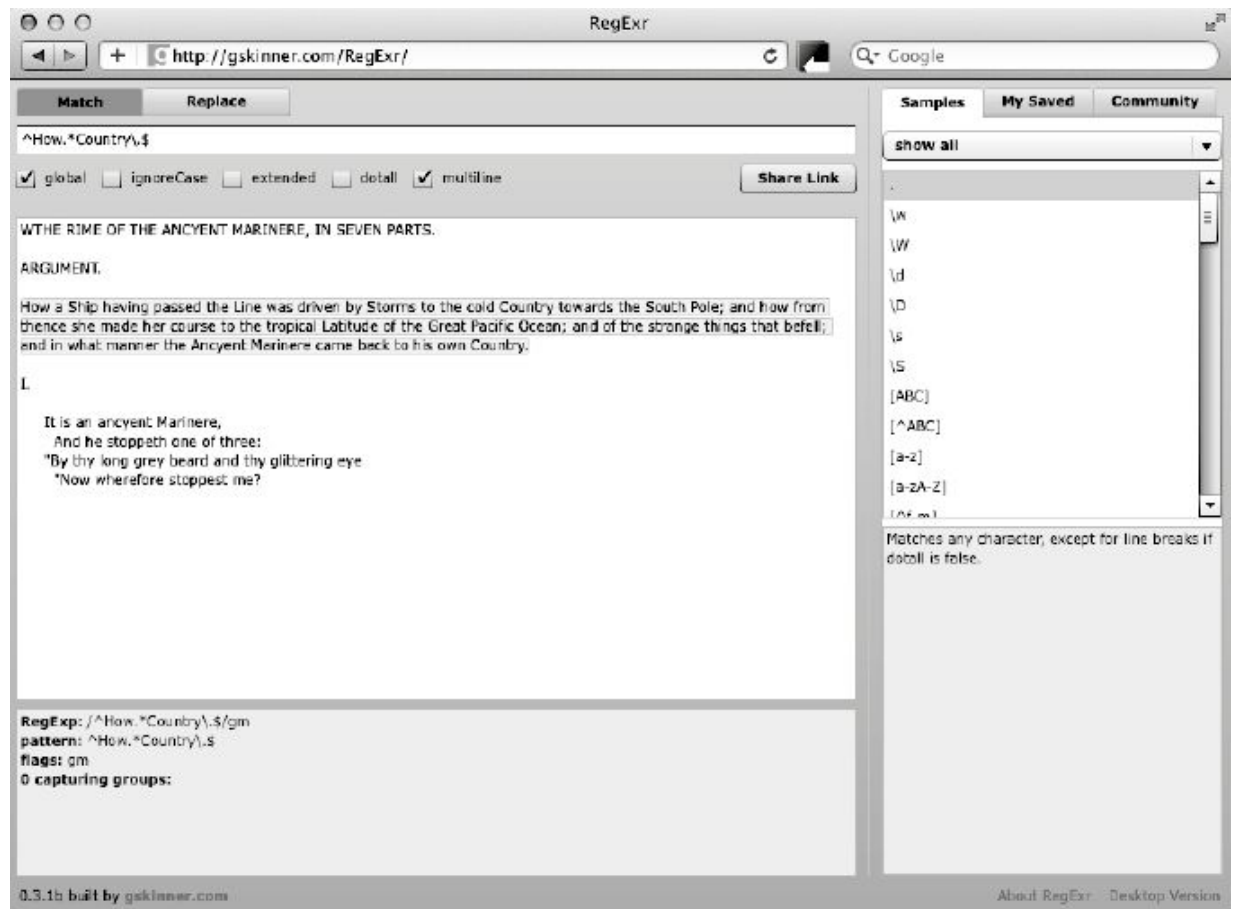 RegExr
http://gskinner.com/RegExr/
Google
Match Replace
^How.*Country\.$
global ignoreCase extended dotall multiline Share Link
WTHE RIME OF THE ANCYENT MARINERE, IN SEVEN PARTS.
ARGUMENT.
How a Ship having passed the Line was driven by Storms to the cold Country towards the South Pole; and how from
thence she made her course to the tropical Latitude of the Great Pacific Ocean; and of the strange things that befell;
and in what manner the Ancyent Marinere came back to his own Country.
I.
It is an ancyent Marinere,
And he stoppeth one of three:
"By thy long grey beard and thy glittering eye
"Now wherefore stoppest me?
RegExp: /^How.*Country\.$/gm
pattern: ^How.*Country\.$
flags: gm
0 capturing groups:
0.3.1b built by gskinner.com
Samples My Saved Community
show all
.
\w
\W
\d
\D
\s
\S
[ABC]
[^ABC]
[a-z]
[a-zA-Z]
[^f-m]
Matches any character, except for line breaks if
dotall is false.
About RegExr Desktop Version